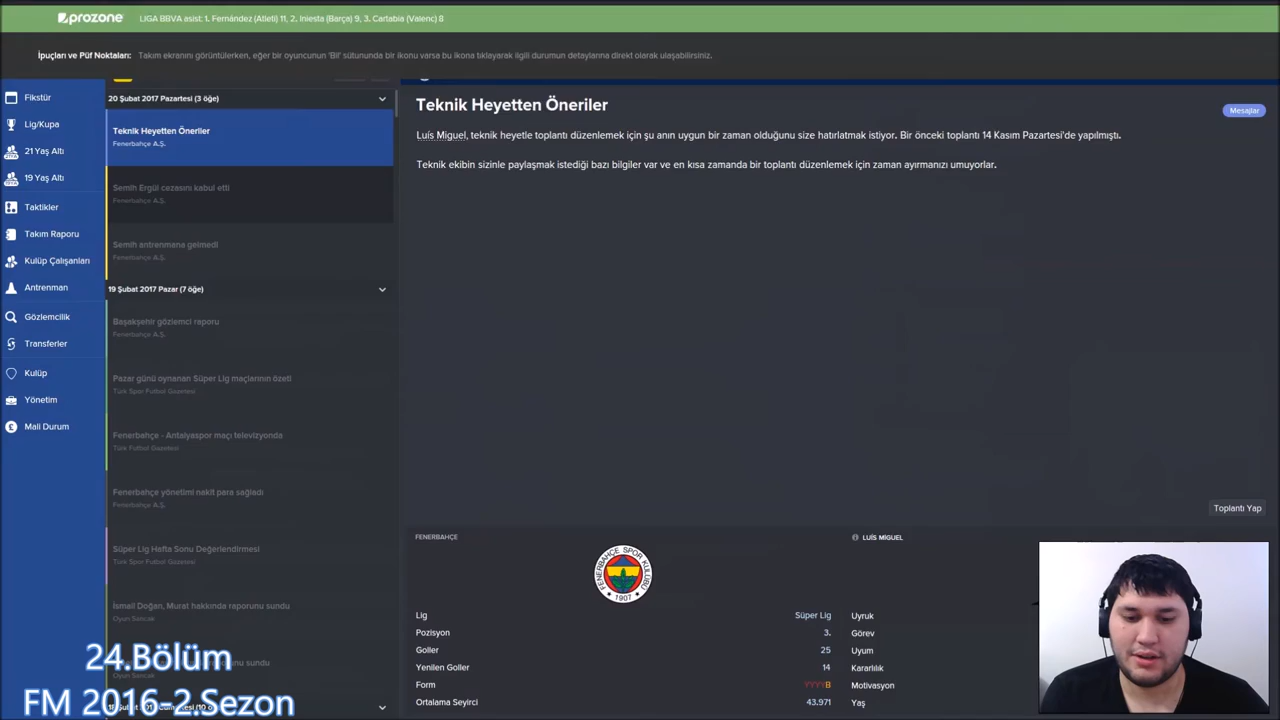 prozone
LIGA BBVA asist: 1. Fernández (Atleti) 11, 2. Iniesta (Barça) 9, 3. Cartabia (Valenc) 8
İpuçları ve Püf Noktaları: Takım ekranını görüntülerken, eğer bir oyuncunun 'Bil' sütununda bir ikonu varsa bu ikona tıklayarak ilgili durumun detaylarına direkt olarak ulaşabilirsiniz.
Fikstür
Lig/Kupa
21 Yaş Altı
19 Yaş Altı
Taktikler
Takım Raporu
Kulüp Çalışanları
Antrenman
Gözlemcilik
Transferler
Kulüp
Yönetim
Mali Durum
20 Şubat 2017 Pazartesi (3 öğe)
Teknik Heyetten Öneriler
Fenerbahçe A.Ş.
Semih Ergül cezasını kabul etti
Fenerbahçe A.Ş.
Semih antrenmana gelmedi
Fenerbahçe A.Ş.
19 Şubat 2017 Pazar (7 öğe)
Başakşehir gözlemci raporu
Fenerbahçe A.Ş.
Pazar günü oynanan Süper Lig maçlarının özeti
Türk Spor Futbol Gazetesi
Fenerbahçe - Antalyaspor maçı televizyonda
Türk Futbol Gazetesi
Fenerbahçe yönetimi nakit para sağladı
Fenerbahçe A.Ş.
Süper Lig Hafta Sonu Değerlendirmesi
Türk Spor Futbol Gazetesi
İsmail Doğan, Murat hakkında raporunu sundu
Oyun Sancak
24.Bölüm
FM 2016-2.Sezon
Teknik Heyetten Öneriler
Mesajlar
Luís Miguel, teknik heyetle toplantı düzenlemek için şu anın uygun bir zaman olduğunu size hatırlatmak istiyor. Bir önceki toplantı 14 Kasım Pazartesi'de yapılmıştı.
Teknik ekibin sizinle paylaşmak istediği bazı bilgiler var ve en kısa zamanda bir toplantı düzenlemek için zaman ayırmanızı umuyorlar.
Toplantı Yap
FENERBAHÇE
FENERBAHÇE SPOR KULÜBÜ
1907
Lig Süper Lig
Pozisyon 3.
Goller 25
Yenilen Goller 14
Form YYYYB
Ortalama Seyirci 43.971
LUÍS MIGUEL
Uyruk
Görev
Uyum
Kararlılık
Motivasyon
Yaş